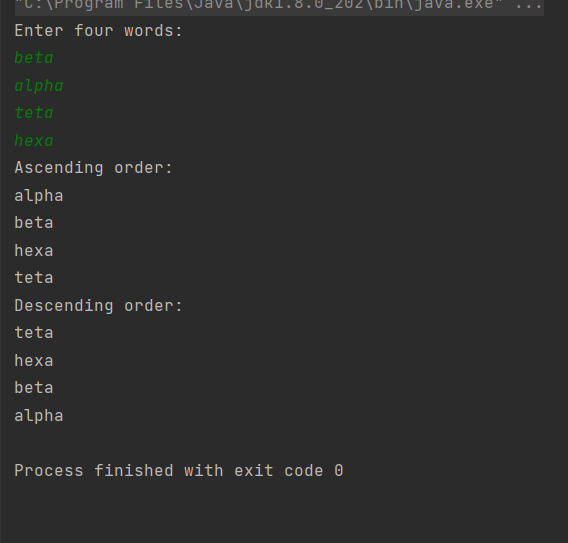 "C:\Program Files\Java\jdk1.8.0_202\bin\java.exe" ...
Enter four words:
beta
alpha
teta
hexa
Ascending order:
alpha
beta
hexa
teta
Descending order:
teta
hexa
beta
alpha
Process finished with exit code 0